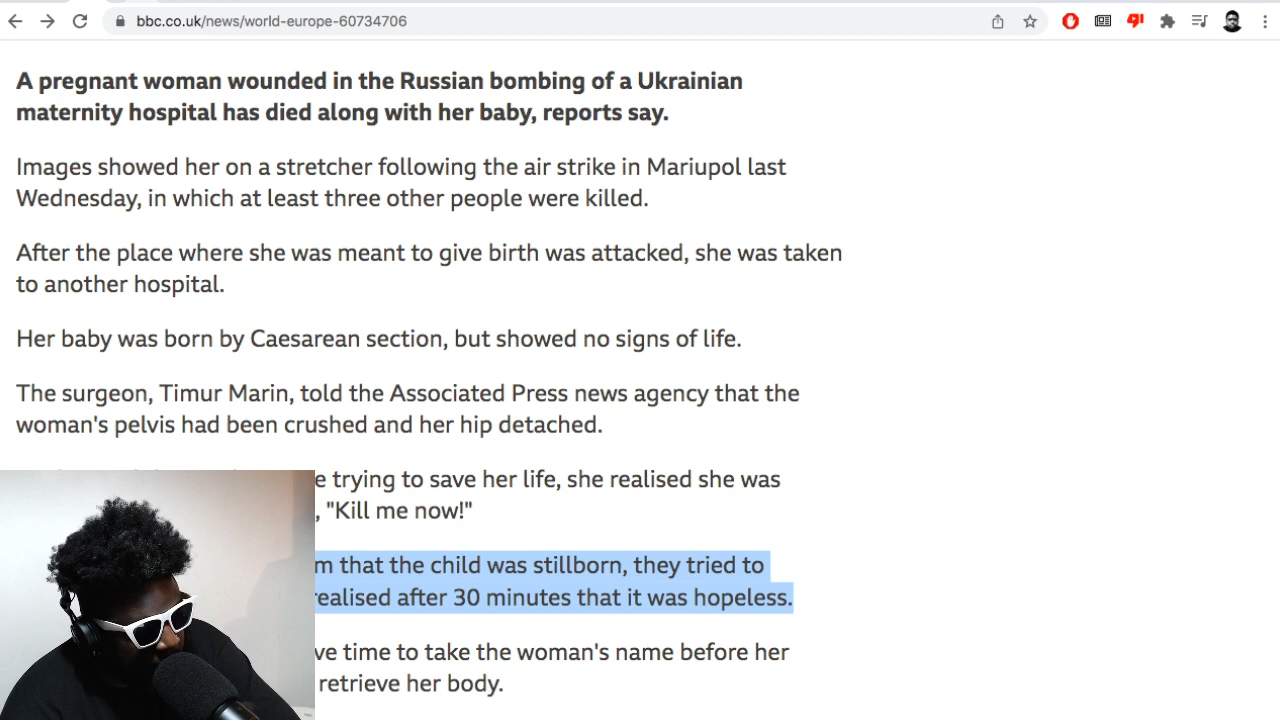 bbc.co.uk/news/world-europe-60734706
A pregnant woman wounded in the Russian bombing of a Ukrainian
maternity hospital has died along with her baby, reports say.
Images showed her on a stretcher following the air strike in Mariupol last
Wednesday, in which at least three other people were killed.
After the place where she was meant to give birth was attacked, she was taken
to another hospital.
Her baby was born by Caesarean section, but showed no signs of life.
The surgeon, Timur Marin, told the Associated Press news agency that the
woman's pelvis had been crushed and her hip detached.
e trying to save her life, she realised she was
, "Kill me now!"
m that the child was stillborn, they tried to
realised after 30 minutes that it was hopeless.
ve time to take the woman's name before her
retrieve her body.